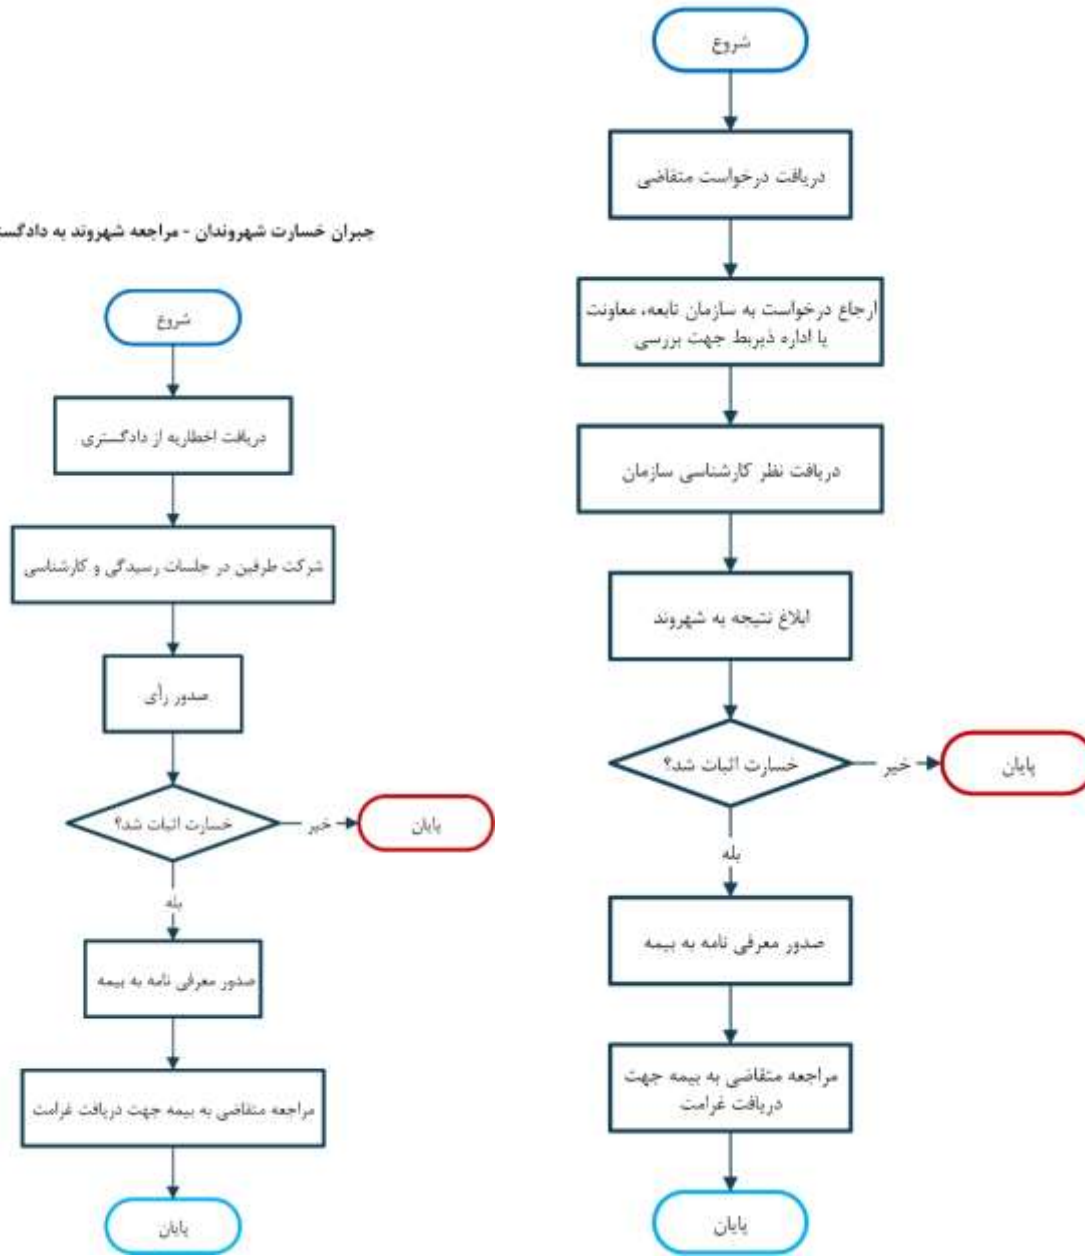 شروع
دریافت درخواست متقاضی
ارجاع درخواست به سازمان تابعه، معاونت
یا اداره ذیربط جهت بررسی
دریافت نظر کارشناسی سازمان
ابلاغ نتیجه به شهروند
خسارت اثبات شد؟
خیر
پایان
بله
صدور معرفی نامه به بیمه
مراجعه متقاضی به بیمه جهت
دریافت غرامت
پایان
جبران خسارت شهروندان - مراجعه شهروند به دادگست
شروع
دریافت اخطاریه از دادگستری
شرکت طرفین در جلسات رسیدگی و کارشناسی
صدور رأی
خسارت اثبات شد؟
خیر
پایان
بله
صدور معرفی نامه به بیمه
مراجعه متقاضی به بیمه جهت دریافت غرامت
پایان